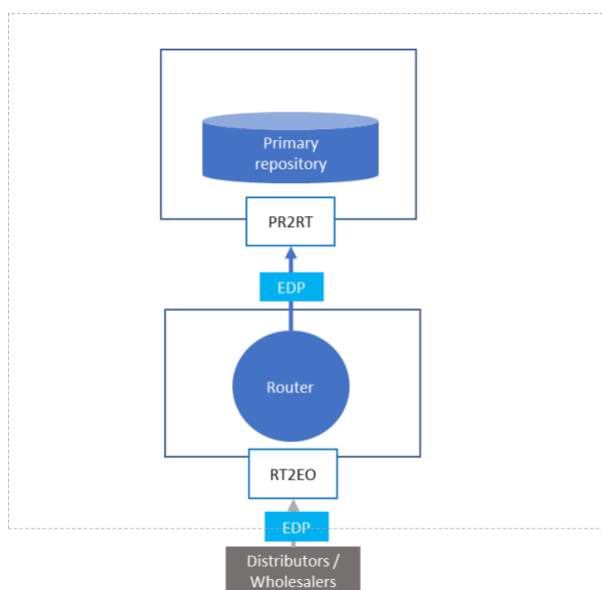 Primary
repository
PR2RT
EDP
Router
RT2EO
EDP
Distributors /
Wholesalers